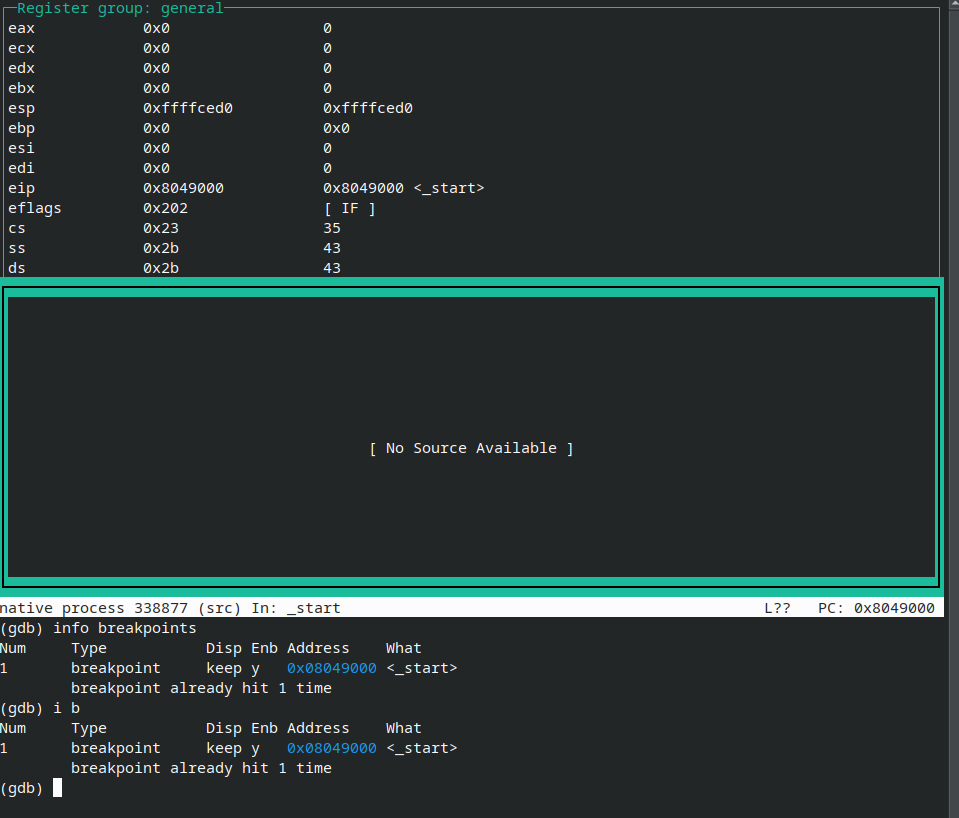 Register group: general
eax 0x0 0
ecx 0x0 0
edx 0x0 0
ebx 0x0 0
esp 0xffffced0 0xffffced0
ebp 0x0 0x0
esi 0x0 0
edi 0x0 0
eip 0x8049000 0x8049000 <_start>
eflags 0x202 [ IF ]
cs 0x23 35
ss 0x2b 43
ds 0x2b 43
[ No Source Available ]
native process 338877 (src) In: _start L?? PC: 0x8049000
(gdb) info breakpoints
Num Type Disp Enb Address What
1 breakpoint keep y 0x08049000 <_start>
breakpoint already hit 1 time
(gdb) i b
Num Type Disp Enb Address What
1 breakpoint keep y 0x08049000 <_start>
breakpoint already hit 1 time
(gdb)